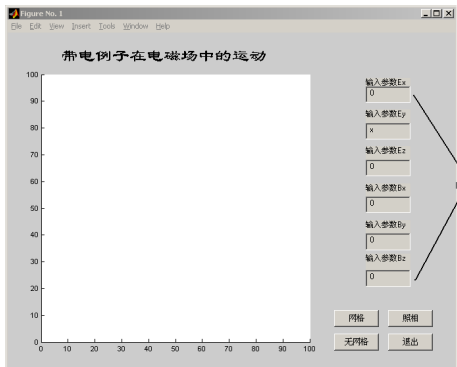 Figure No. 1
File Edit View Insert Tools Window Help
带电例子在电磁场中的运动
100
90
80
70
60
50
40
30
20
10
0
0 10 20 30 40 50 60 70 80 90 100
输入参数Ex
0
输入参数Ey
x
输入参数Ez
0
输入参数Bx
0
输入参数By
0
输入参数Bz
0
网格 照相
无网格 退出